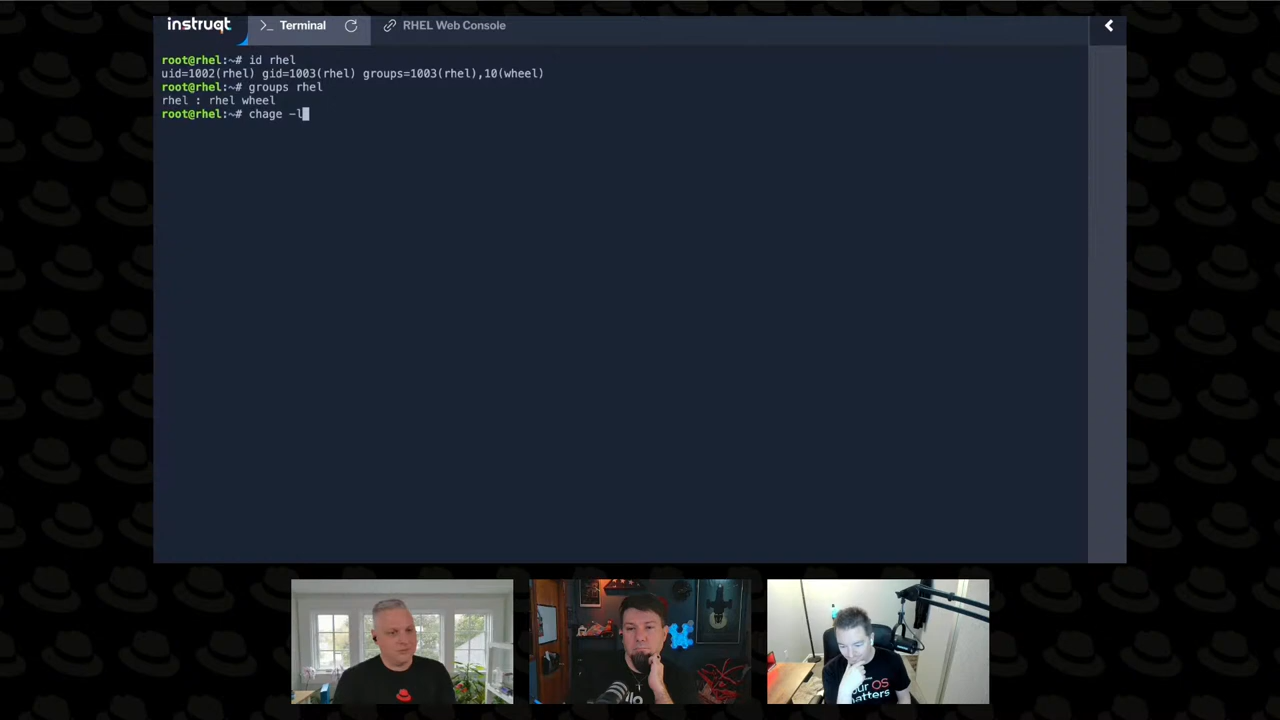 instruqt
>_ Terminal
RHEL Web Console
root@rhel:~# id rhel
uid=1002(rhel) gid=1003(rhel) groups=1003(rhel),10(wheel)
root@rhel:~# groups rhel
rhel : rhel wheel
root@rhel:~# chage -l
OS